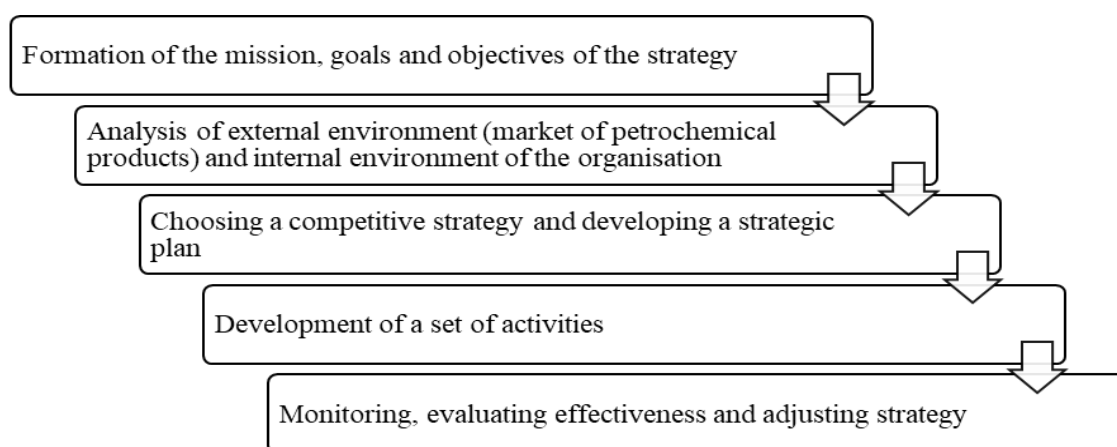 Formation of the mission, goals and objectives of the strategy
Analysis of external environment (market of petrochemical
products) and internal environment of the organisation
Choosing a competitive strategy and developing a strategic
plan
Development of a set of activities
Monitoring, evaluating effectiveness and adjusting strategy